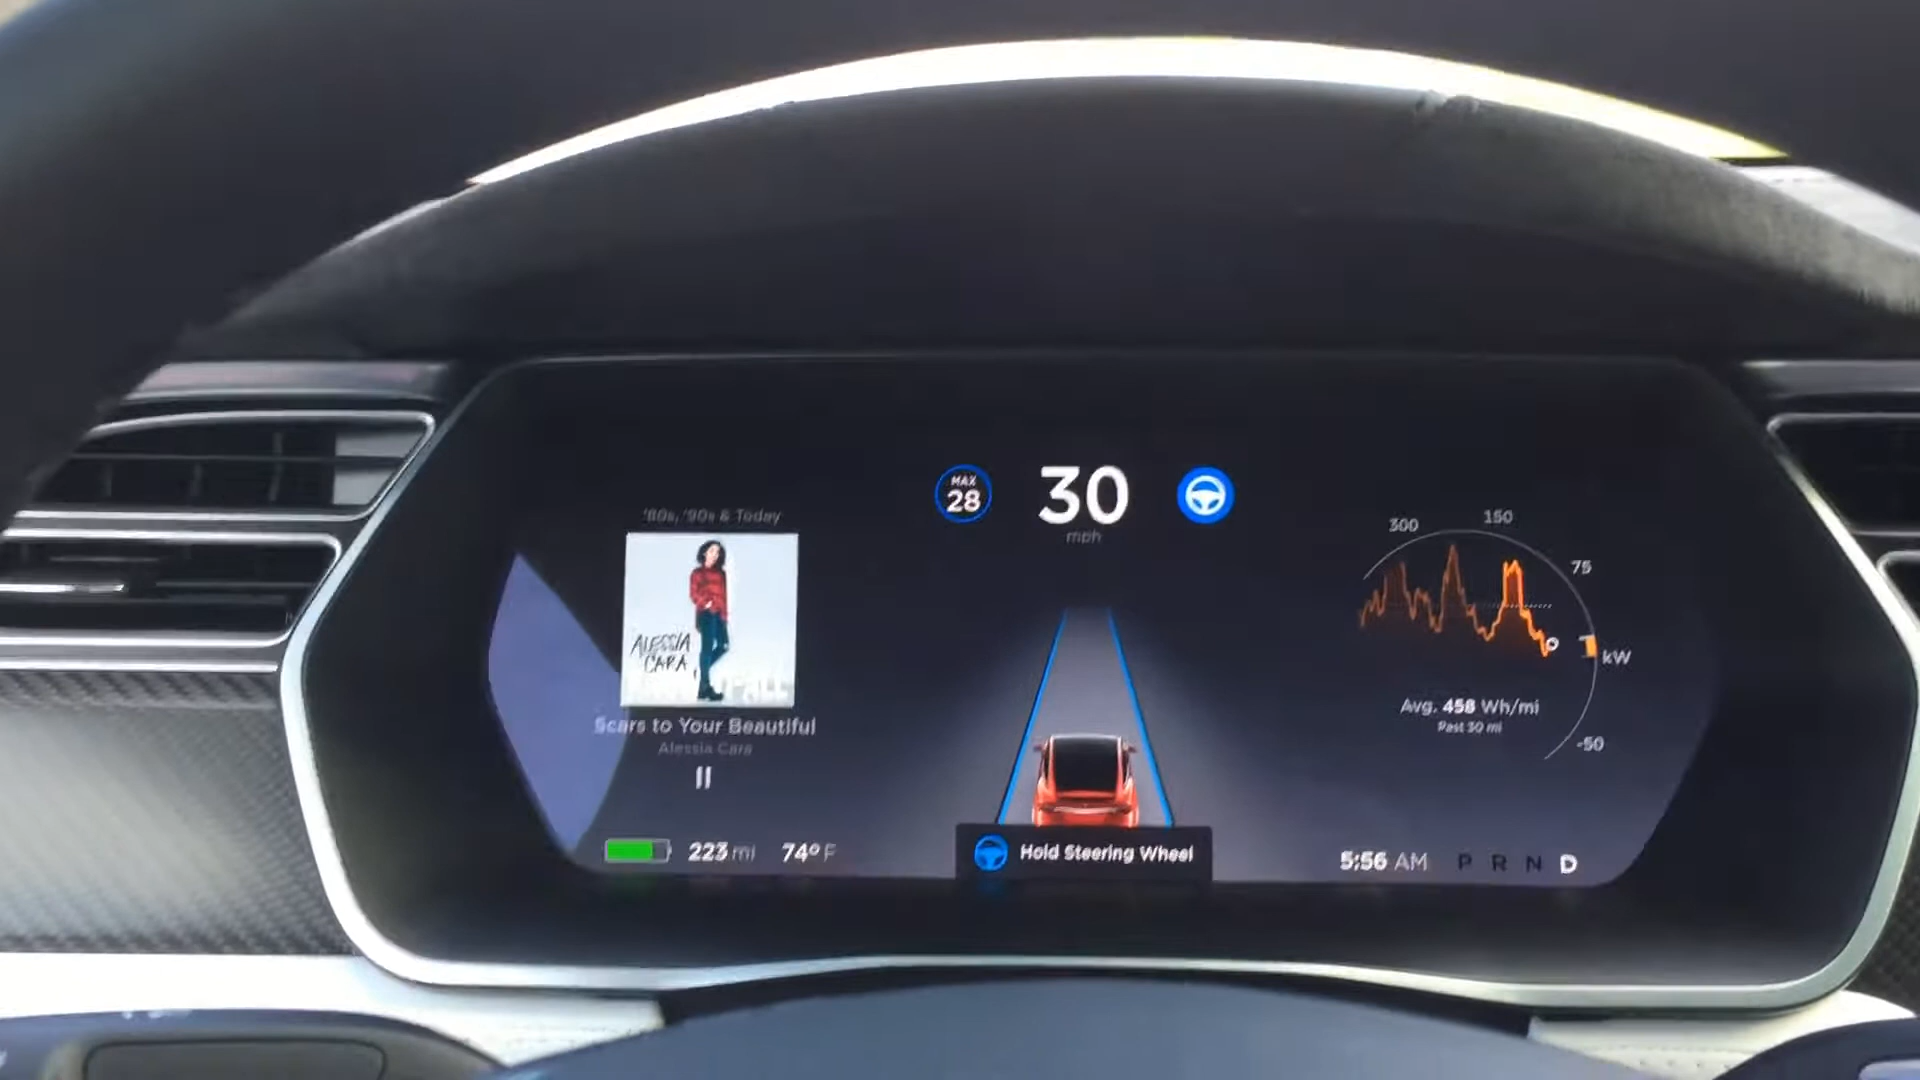 MAX
28
30
mph
'80s, '90s & Today
ALESSIA
CARA
Scars to Your Beautiful
Alessia Cara
300
150
75
kW
-50
Avg. 458 Wh/mi
Past 30 mi
223 mi
74° F
Hold Steering Wheel
5:56 AM
P R N D